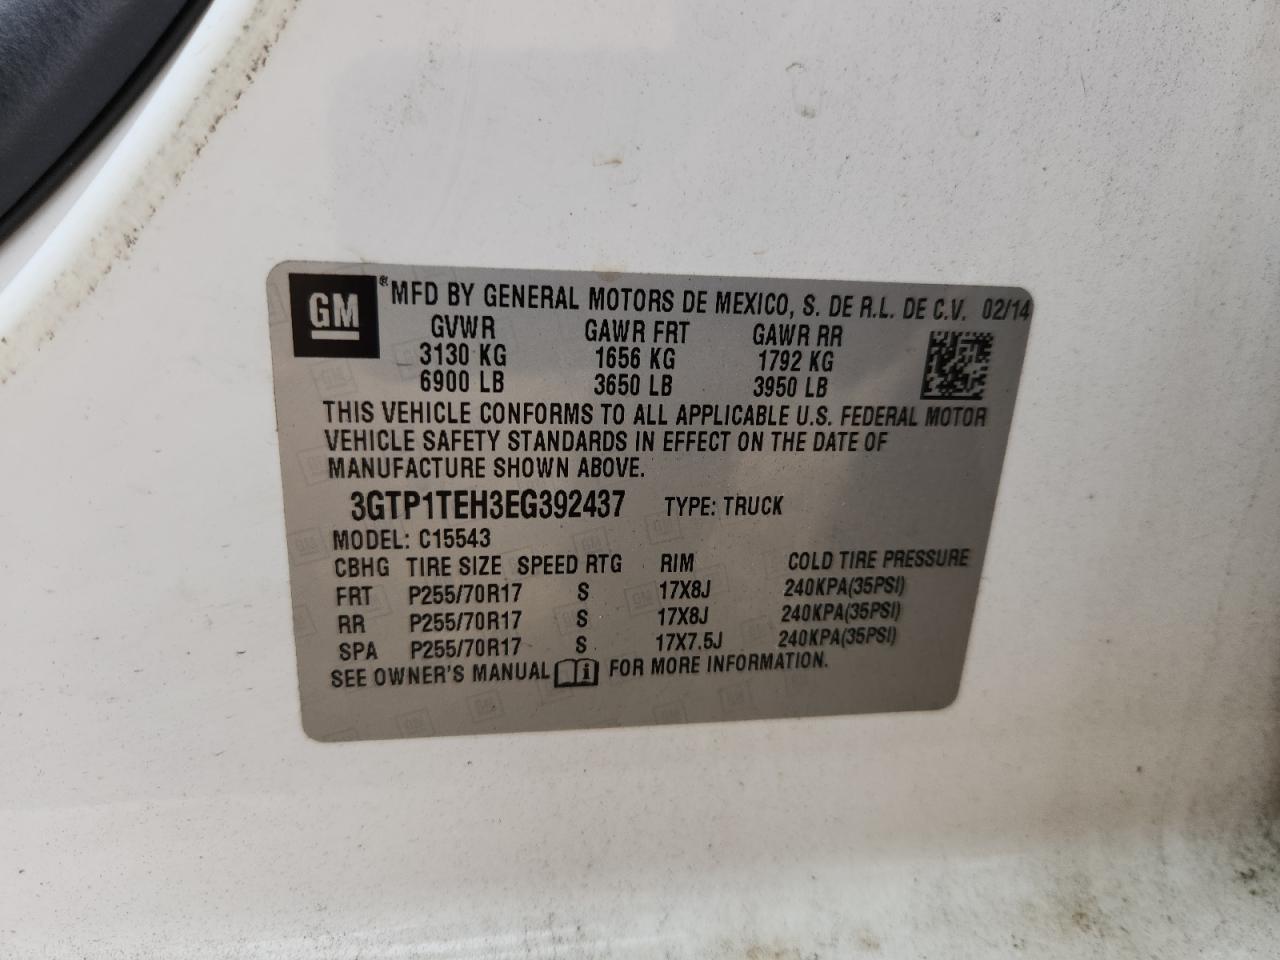 GM ® MFD BY GENERAL MOTORS DE MEXICO, S. DE R.L. DE C.V. 02/14
GVWR GAWR FRT GAWR RR
3130 KG 1656 KG 1792 KG
6900 LB 3650 LB 3950 LB
THIS VEHICLE CONFORMS TO ALL APPLICABLE U.S. FEDERAL MOTOR
VEHICLE SAFETY STANDARDS IN EFFECT ON THE DATE OF
MANUFACTURE SHOWN ABOVE.
3GTP1TEH3EG392437 TYPE: TRUCK
MODEL: C15543
CBHG TIRE SIZE SPEED RTG RIM COLD TIRE PRESSURE
FRT P255/70R17 S 17X8J 240KPA(35PSI)
RR P255/70R17 S 17X8J 240KPA(35PSI)
SPA P255/70R17 S 17X7.5J 240KPA(35PSI)
SEE OWNER'S MANUAL i FOR MORE INFORMATION.